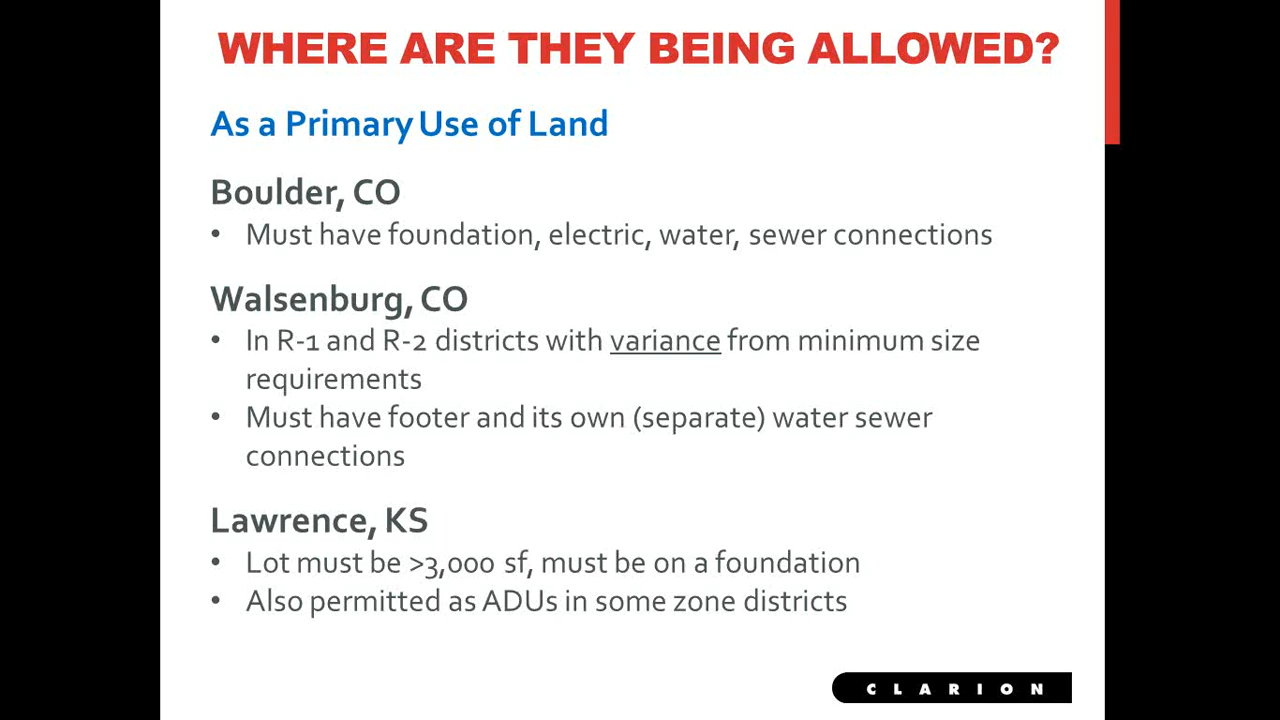 WHERE ARE THEY BEING ALLOWED?
As a Primary Use of Land
Boulder, CO
• Must have foundation, electric, water, sewer connections
Walsenburg, CO
• In R-1 and R-2 districts with variance from minimum size
requirements
• Must have footer and its own (separate) water sewer
connections
Lawrence, KS
• Lot must be >3,000 sf, must be on a foundation
• Also permitted as ADUs in some zone districts
CLARION